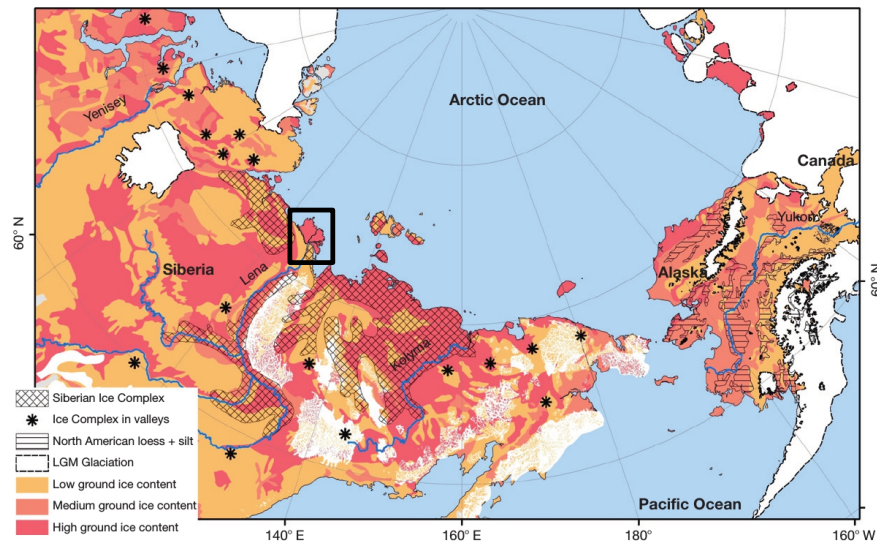 Arctic Ocean
Yenisey
Canada
60° N
Yukon
Siberia
Lena
Alaska
60° N
Kolyma
Siberian Ice Complex
Ice Complex in valleys
North American loess + silt
LGM Glaciation
Low ground ice content
Medium ground ice content
High ground ice content
Pacific Ocean
140° E
160° E
180°
160° W